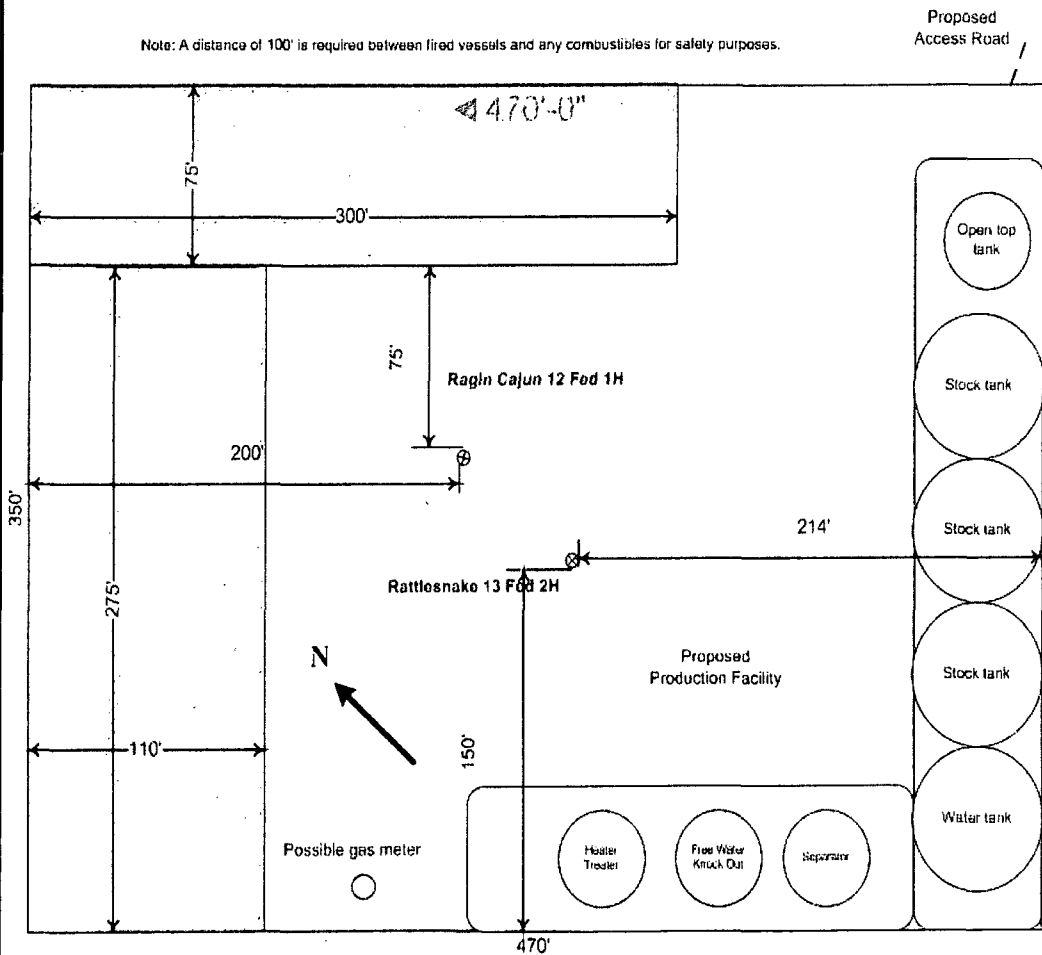 Proposed
Access Road
Note: A distance of 100' is required between fired vessels and any combustibles for safety purposes.
470'-0"
75'
300'
Open top
tank
75'
Ragin Cajun 12 Fed 1H
Stock tank
200'
350'
214'
Stock tank
275'
Rattlesnake 13 Fed 2H
N
Proposed
Production Facility
Stock tank
110'
150'
Water tank
Possible gas meter
Heater
Treater
Free Water
Knock Out
Separator
470'